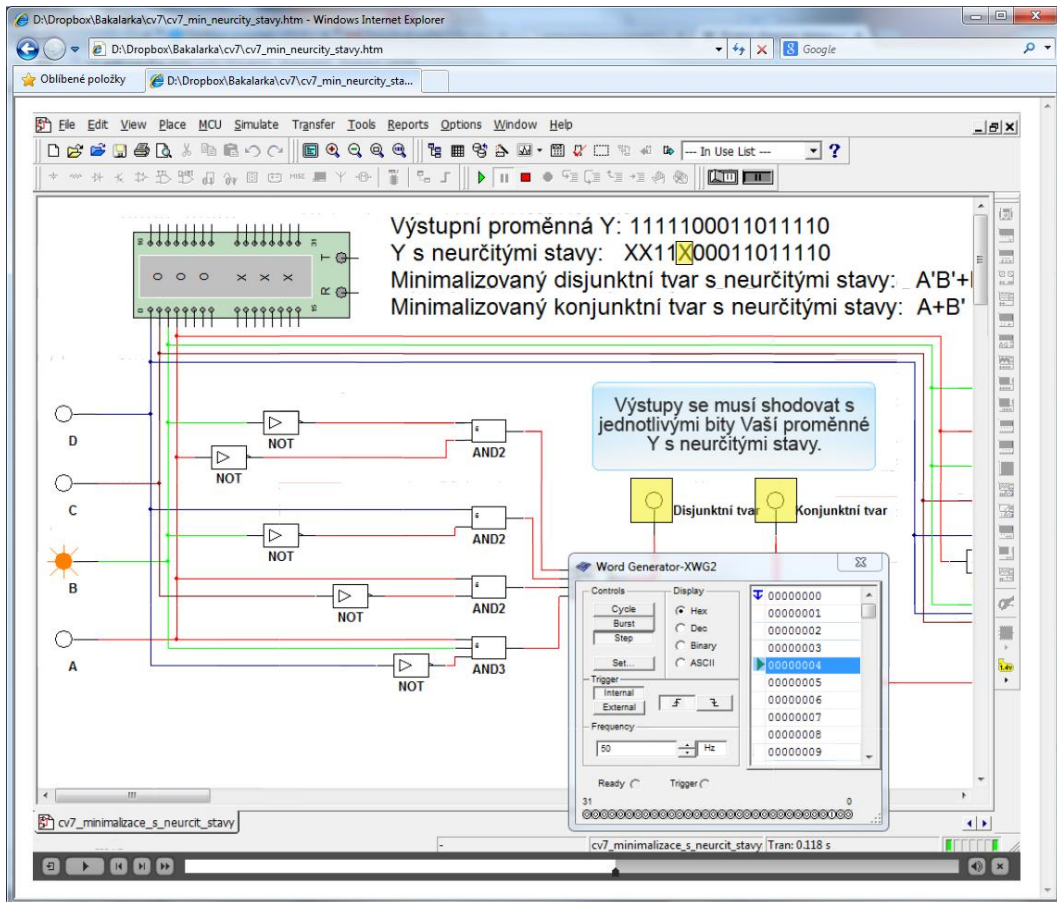 D:\Dropbox\Bakalarka\cv7\cv7_min_neurcity_stavy.htm - Windows Internet Explorer
D:\Dropbox\Bakalarka\cv7\cv7_min_neurcity_stavy.htm
Google
Oblíbené položky
D:\Dropbox\Bakalarka\cv7\cv7_min_neurcity_sta...
File Edit View Place MCU Simulate Transfer Tools Reports Options Window Help
--- In Use List ---
Výstupní proměnná Y: 1111100011011110
Y s neurčitými stavy: XX11X00011011110
Minimalizovaný disjunktní tvar s neurčitými stavy: A'B'+
Minimalizovaný konjunktní tvar s neurčitými stavy: A+B'
T
R
O O O X X X
Výstupy se musí shodovat s
jednotlivými bity Vaší proměnné
Y s neurčitými stavy.
D
NOT
AND2
NOT
C
Disjunktní tvar
Konjunktní tvar
NOT
AND2
B
NOT
AND2
A
NOT
AND3
Word Generator-XWG2
Controls
Cycle
Burst
Step
Set...
Display
Hex
Dec
Binary
ASCII
Trigger
Internal
External
Frequency
50
Hz
Ready
Trigger
31
0
00000000
00000001
00000002
00000003
00000004
00000005
00000006
00000007
00000008
00000009
cv7_minimalizace_s_neurcit_stavy
-
cv7_minimalizace_s_neurcit_stavy Tran: 0.118 s